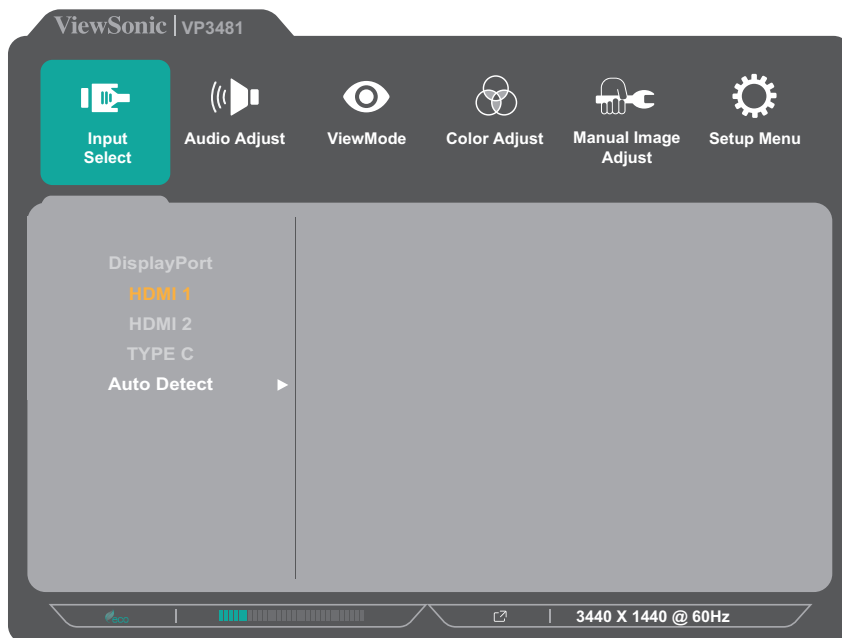 ViewSonic | VP3481
Input
Select
Audio Adjust
ViewMode
Color Adjust
Manual Image
Adjust
Setup Menu
DisplayPort
HDMI 1
HDMI 2
TYPE C
Auto Detect
eco
3440 X 1440 @ 60Hz